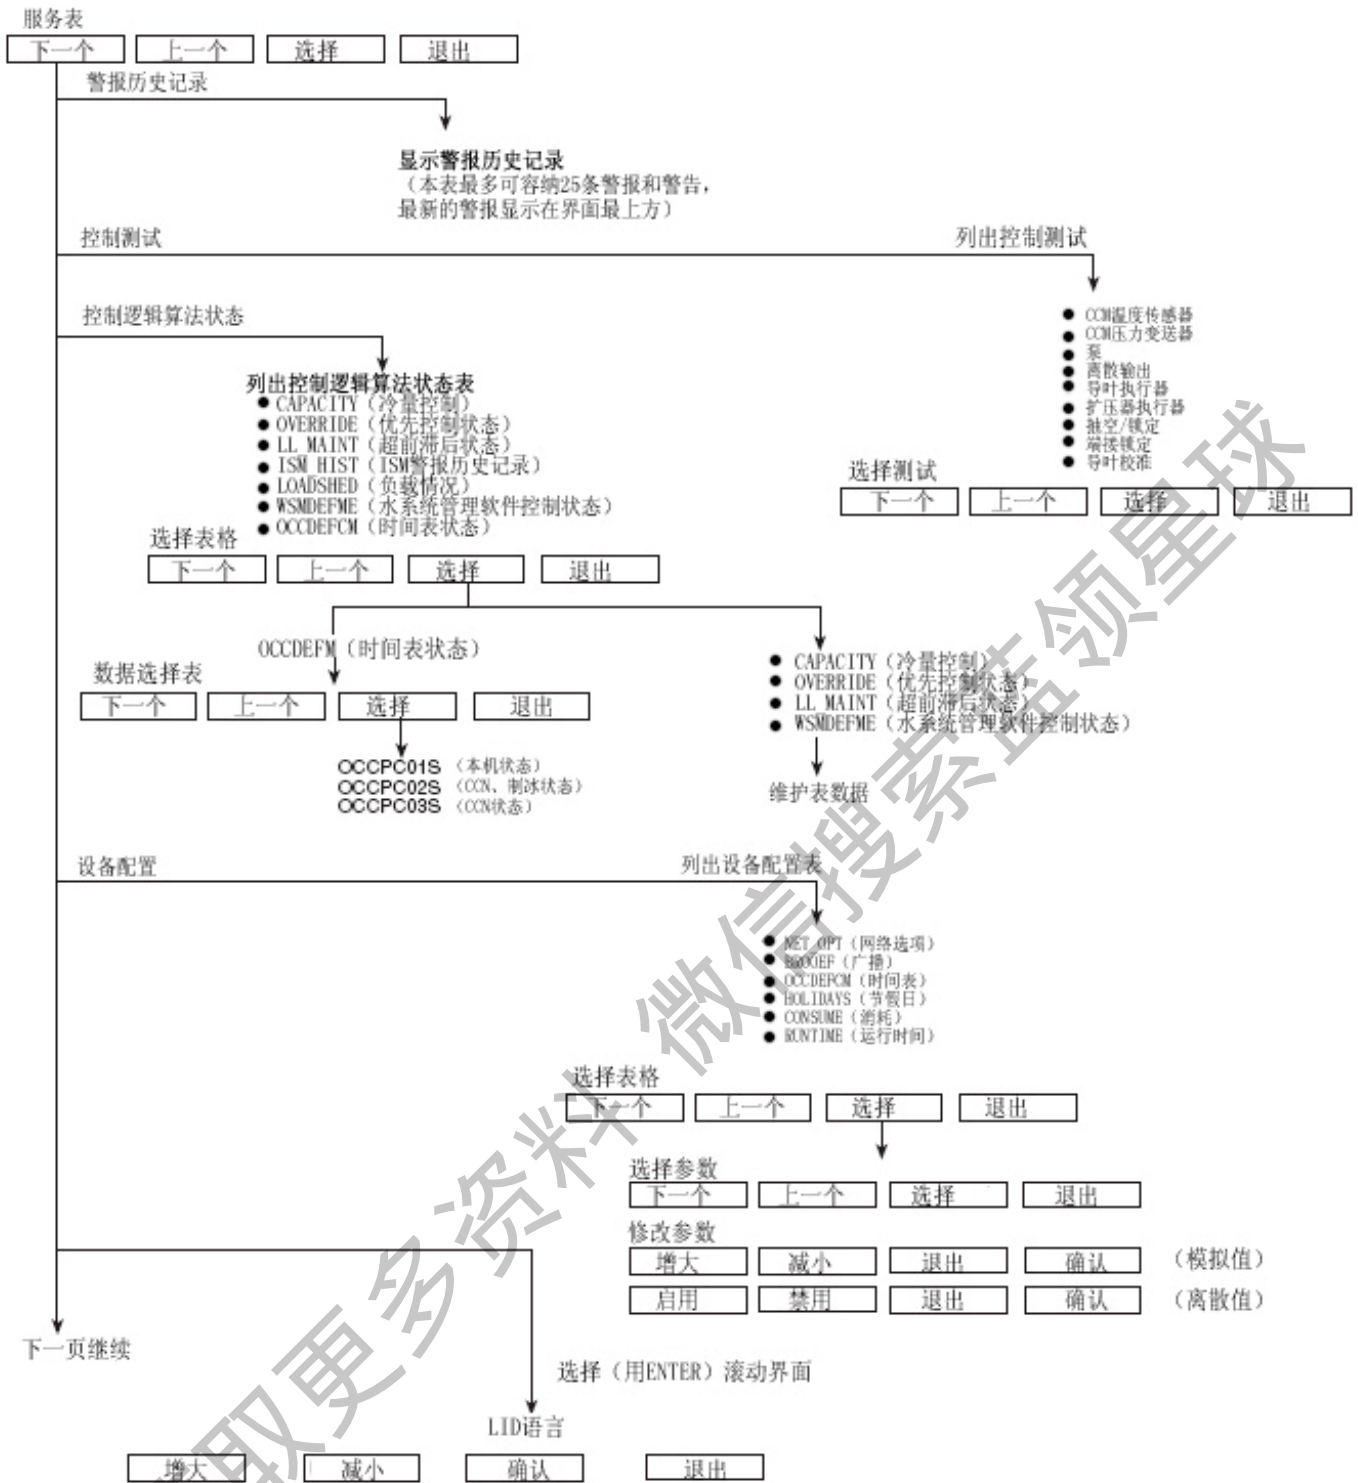 服务表
下一个 上一个 选择 退出
警报历史记录
显示警报历史记录
（本表最多可容纳25条警报和警告，
最新的警报显示在界面最上方）
控制测试
列出控制测试
● CCM温度传感器
● CCM压力变送器
● 泵
● 离散输出
● 导叶执行器
● 扩压器执行器
● 抽空/锁定
● 端接锁定
● 导叶校准
选择测试
下一个 上一个 选择 退出
控制逻辑算法状态
列出控制逻辑算法状态表
● CAPACITY（冷量控制）
● OVERRIDE（优先控制状态）
● LL MAINT（超前滞后状态）
● ISM HIST（ISM警报历史记录）
● LOADSHED（负载情况）
● WSMDEFME（水系统管理软件控制状态）
● OCCDEFCM（时间表状态）
选择表格
下一个 上一个 选择 退出
OCCDEFM（时间表状态）
数据选择表
下一个 上一个 选择 退出
OCCPC01S（本机状态）
OCCPC02S（CCN、制冰状态）
OCCPC03S（CCN状态）
● CAPACITY（冷量控制）
● OVERRIDE（优先控制状态）
● LL MAINT（超前滞后状态）
● WSMDEFME（水系统管理软件控制状态）
维护表数据
设备配置
列出设备配置表
● NET OPT（网络选项）
● BRODEF（广播）
● OCCDEFCM（时间表）
● HOLIDAYS（节假日）
● CONSUME（消耗）
● RUNTIME（运行时间）
选择表格
下一个 上一个 选择 退出
选择参数
下一个 上一个 选择 退出
修改参数
增大 减小 退出 确认 （模拟值）
启用 禁用 退出 确认 （离散值）
下一页继续
选择（用ENTER）滚动界面
LID语言
增大 减小 确认 退出
取更多资料 微信搜索蓝领星球